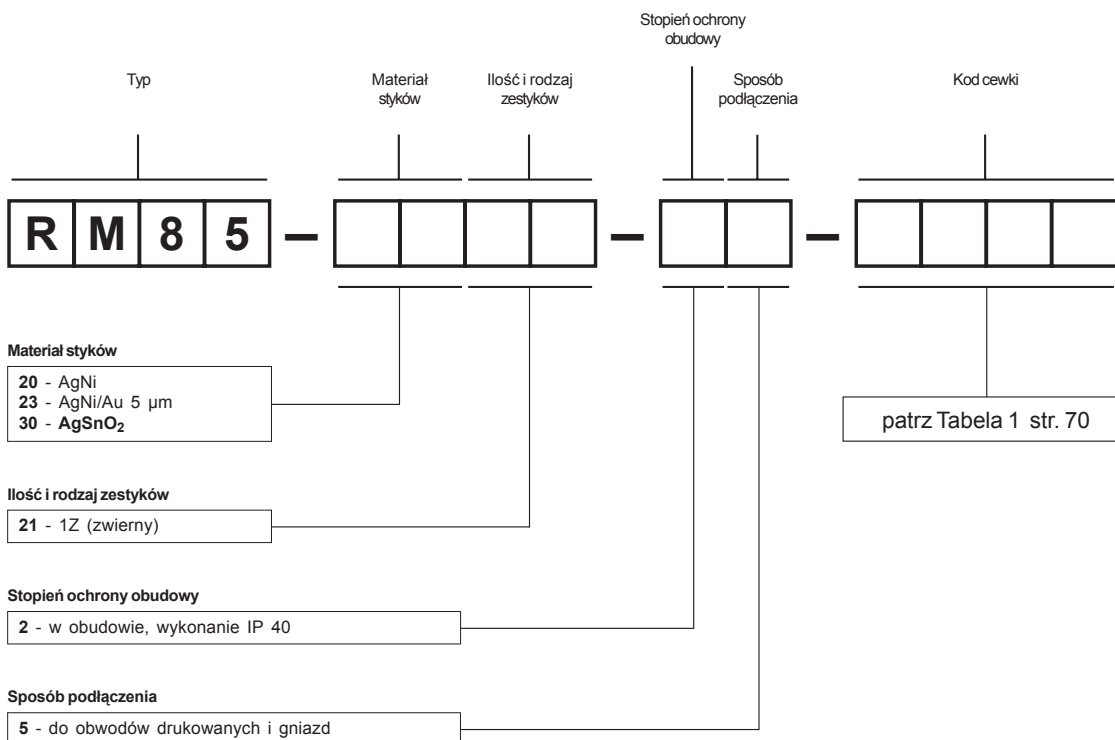 Stopień ochrony
obudowy
Typ
Materiał
styków
Ilość i rodzaj
zestyków
Sposób
podłączenia
Kod cewki
R M 8 5 – – –
Materiał styków
20 - AgNi
23 - AgNi/Au 5 µm
30 - AgSnO₂
patrz Tabela 1 str. 70
Ilość i rodzaj zestyków
21 - 1Z (zwierny)
Stopień ochrony obudowy
2 - w obudowie, wykonanie IP 40
Sposób podłączenia
5 - do obwodów drukowanych i gniazd